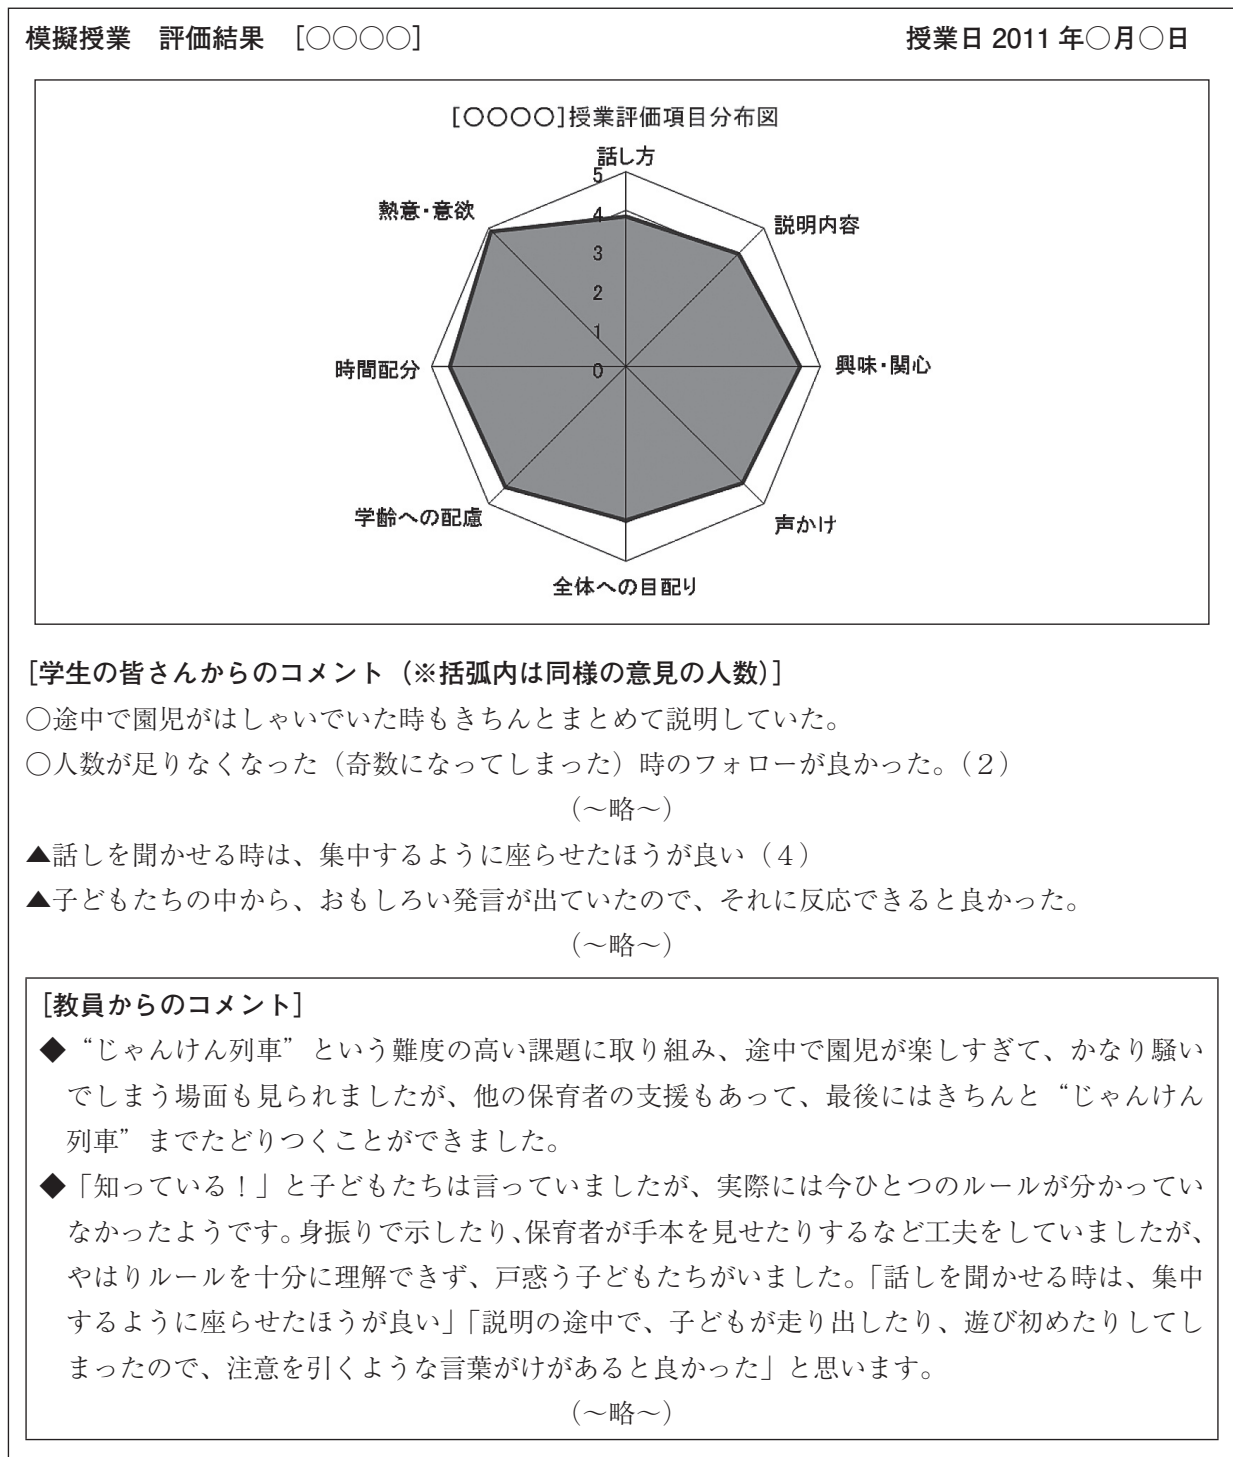 模擬授業　評価結果　[○○○○]　授業日 2011 年○月○日
[○○○○]授業評価項目分布図
話し方
説明内容
興味・関心
声かけ
全体への目配り
学齢への配慮
時間配分
熱意・意欲
5
4
3
2
1
0
[学生の皆さんからのコメント（※括弧内は同様の意見の人数）]
○途中で園児がはしゃいでいた時もきちんとまとめて説明していた。
○人数が足りなくなった（奇数になってしまった）時のフォローが良かった。（２）
（～略～）
▲話しを聞かせる時は、集中するように座らせたほうが良い（４）
▲子どもたちの中から、おもしろい発言が出ていたので、それに反応できると良かった。
（～略～）
[教員からのコメント]
◆“じゃんけん列車”という難度の高い課題に取り組み、途中で園児が楽しすぎて、かなり騒い
でしまう場面も見られましたが、他の保育者の支援もあって、最後にはきちんと“じゃんけん
列車”までたどりつくことができました。
◆「知っている！」と子どもたちは言っていましたが、実際には今ひとつのルールが分かってい
なかったようです。身振りで示したり、保育者が手本を見せたりするなど工夫をしていましたが、
やはりルールを十分に理解できず、戸惑う子どもたちがいました。「話しを聞かせる時は、集中
するように座らせたほうが良い」「説明の途中で、子どもが走り出したり、遊び初めたりしてし
まったので、注意を引くような言葉がけがあると良かった」と思います。
（～略～）